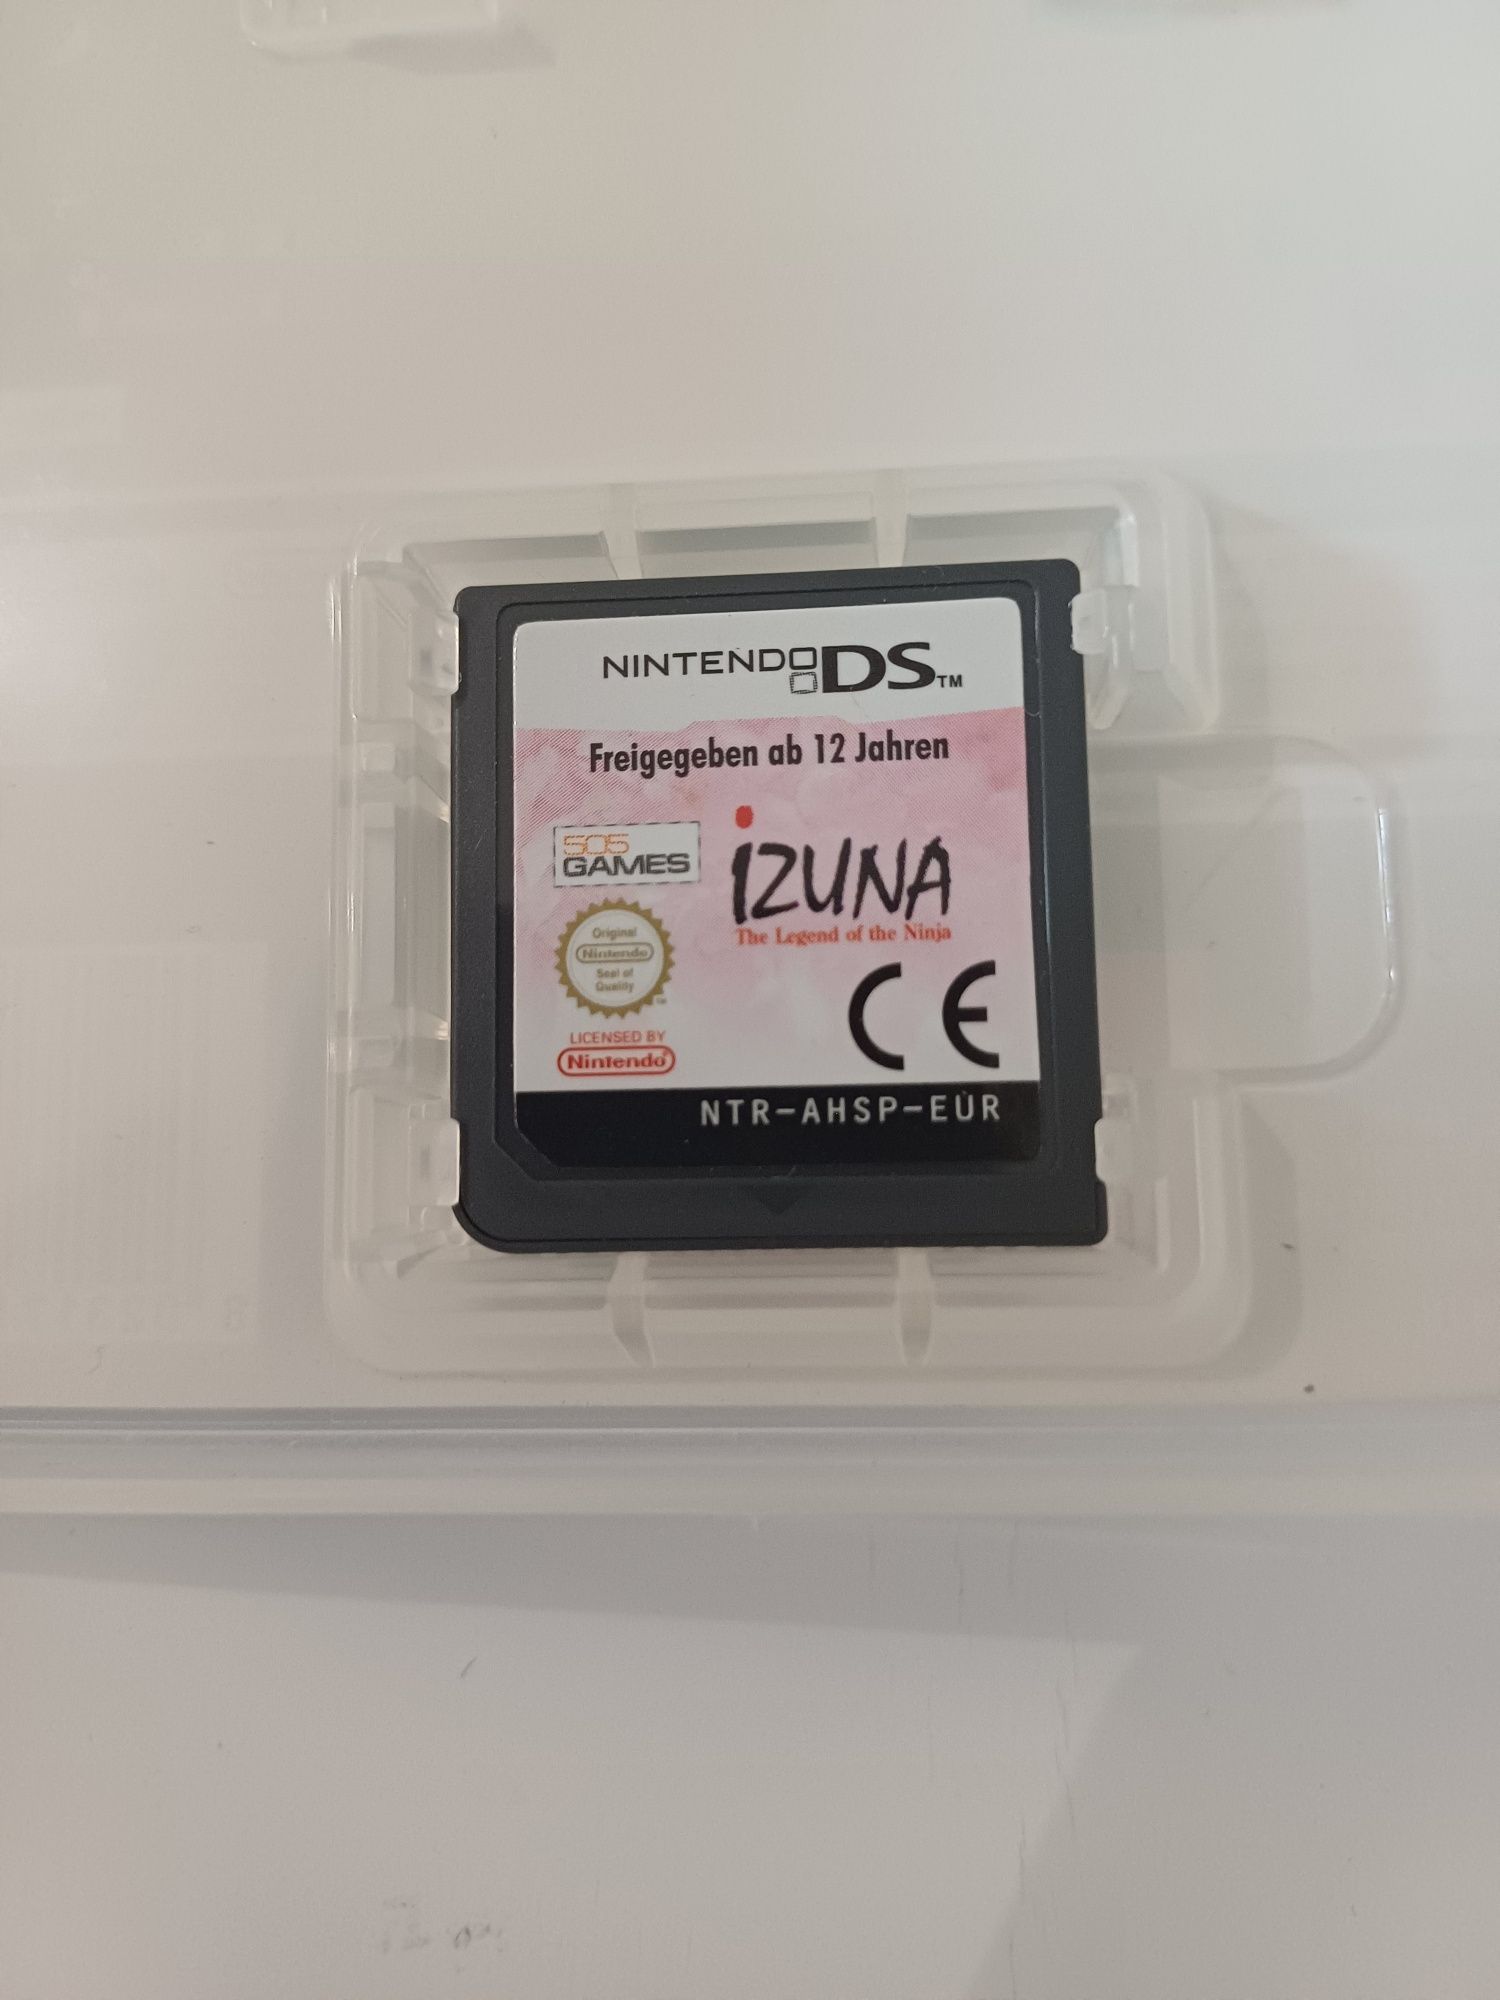 NINTENDO DS™
Freigegeben ab 12 Jahren
505
GAMES
iZUNA
The Legend of the Ninja
Original
Nintendo
Seal of
Quality
TM
CE
LICENSED BY
Nintendo®
NTR-AHSP-EUR